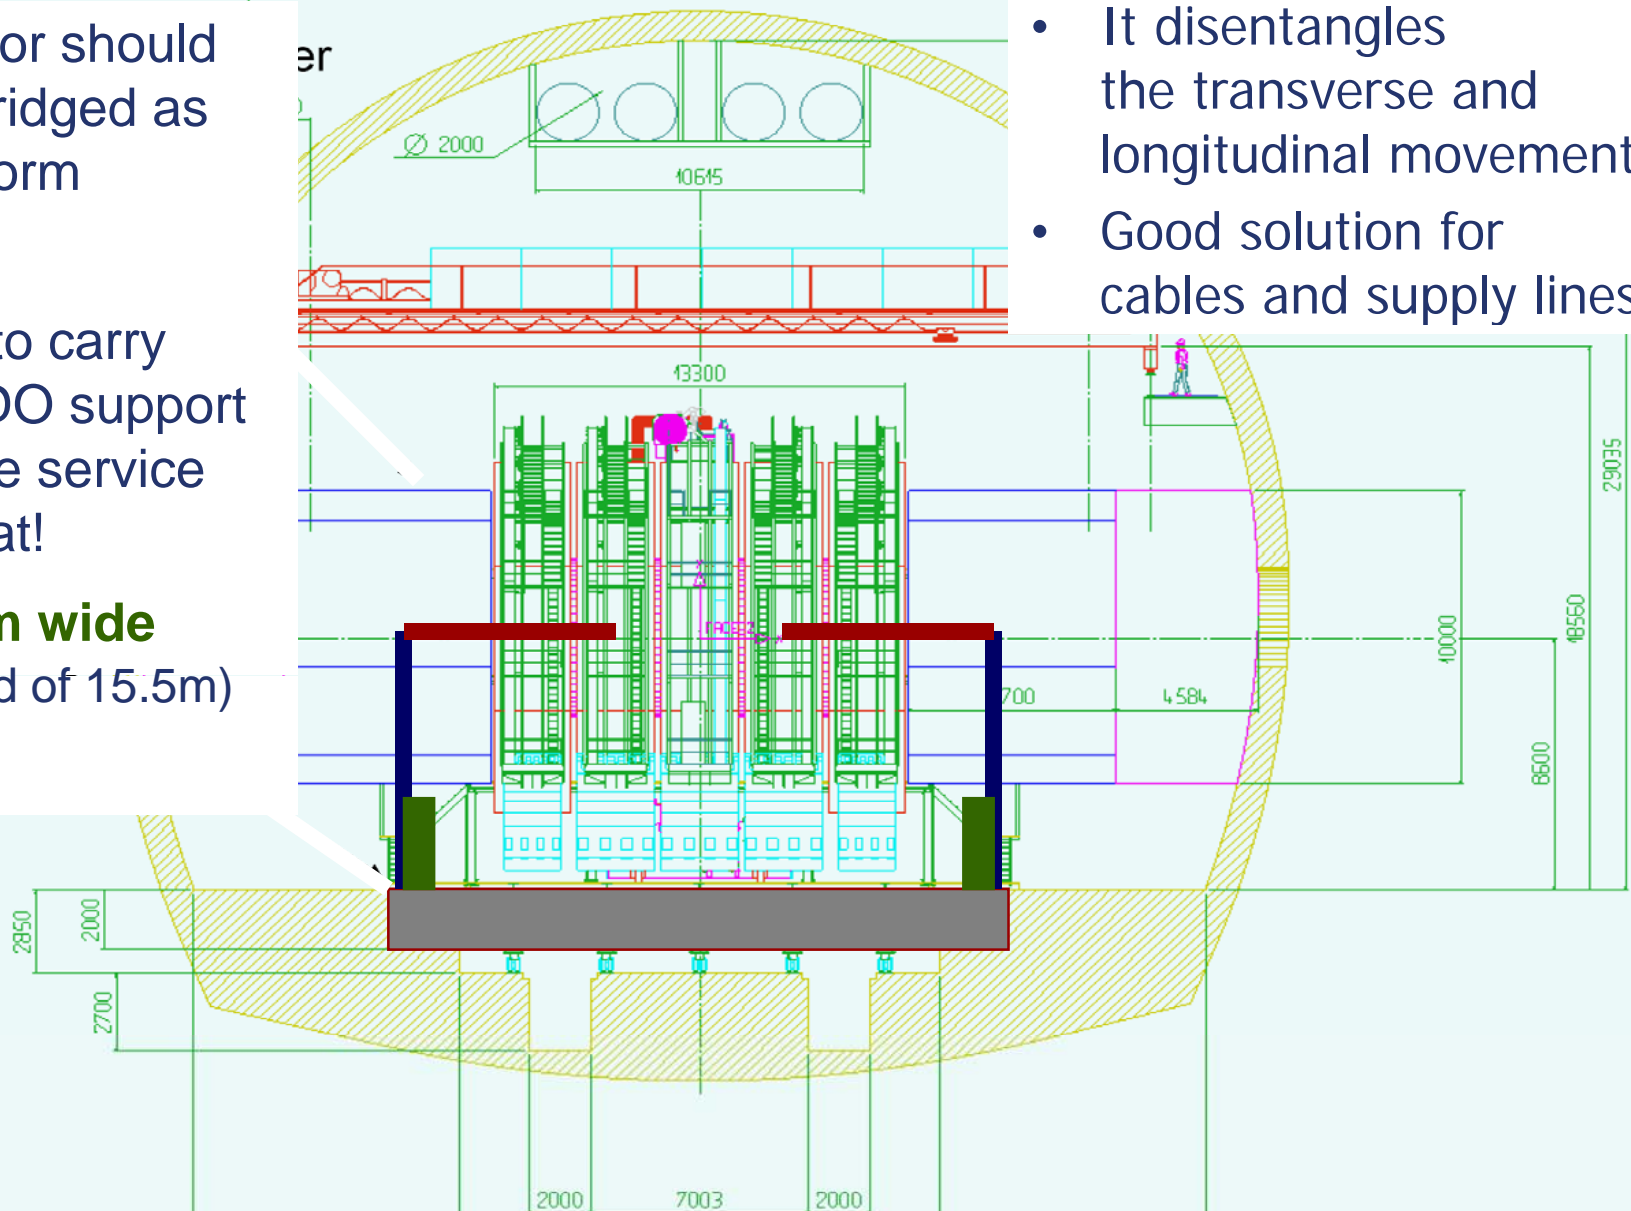 or should
ridged as
orm
to carry
DO support
e service
at!
m wide
d of 15.5m)
er
• It disentangles
the transverse and
longitudinal movement
• Good solution for
cables and supply lines
Ø 2000
10615
13300
29035
18550
10000
8600
700
4584
2850
2000
2700
2000
7003
2000